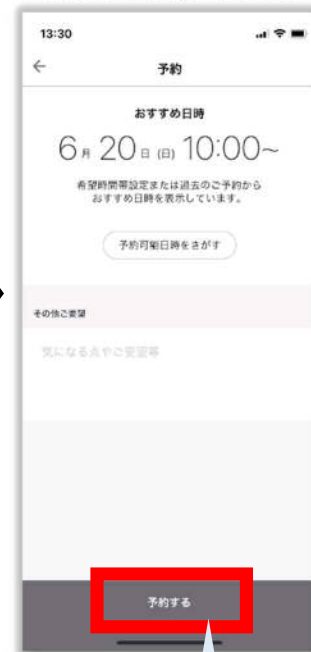 13:30
予約
おすすめ日時
6月20日(日)10:00~
希望時間帯設定または過去のご予約から
おすすめ日時を表示しています。
予約可能日時をさがす
その他ご要望
気になる点やご要望等
予約する